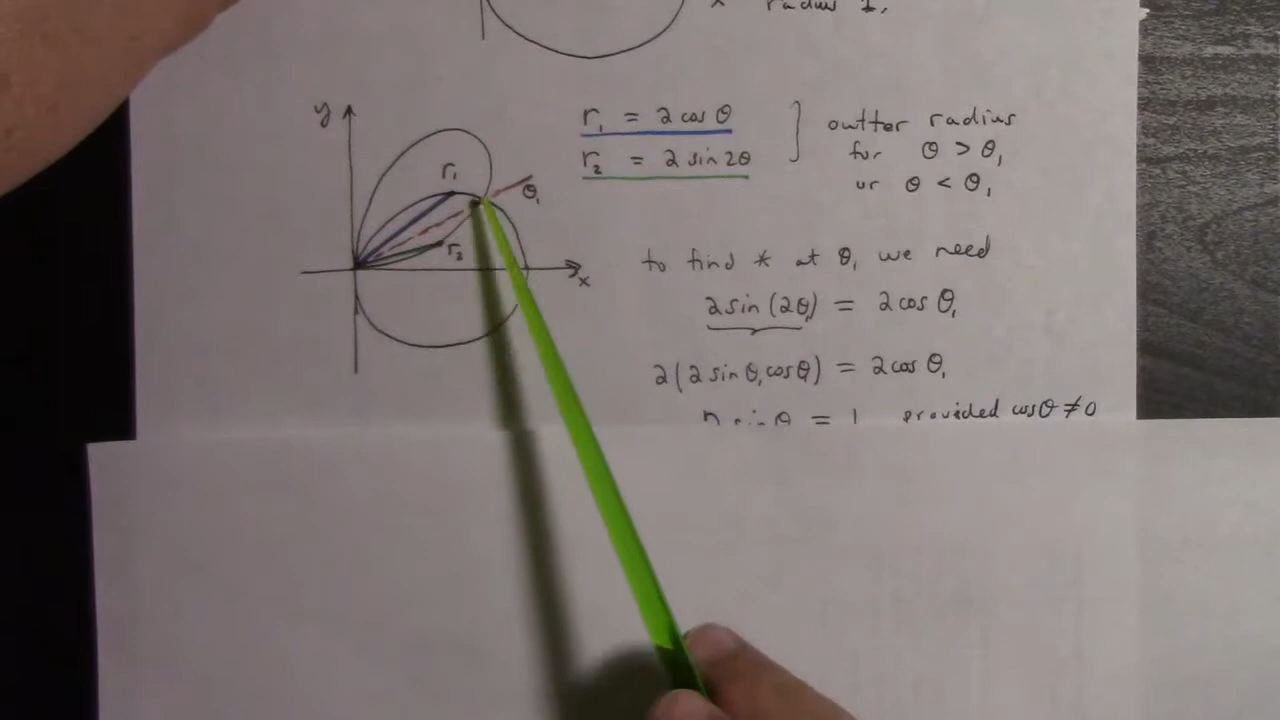 x radius 1,
y
r₁ = 2 cos θ } outter radius
r₂ = 2 sin 2θ for θ > θ₁
or θ < θ₁
r₁
θ₁
r₂
x
to find * at θ₁ we need
2 sin (2θ₁) = 2 cos θ₁
2 (2 sin θ₁ cos θ) = 2 cos θ₁
sin θ = 1 provided cos θ ≠ 0